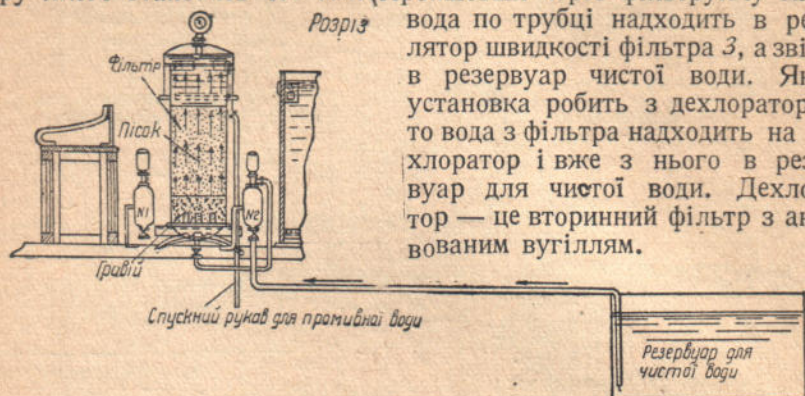 Розріз
вода по трубці надходить в ре
лятор швидкості фільтра 3, а зві
в резервуар чистої води. Як
установка робить з дехлоратор
то вода з фільтра надходить на
хлоратор і вже з нього в рез
вуар для чистої води. Дехло
тор — це вторинний фільтр з ак
вованим вугіллям.
Фільтр
Пісок
N1
N2
Гравій
Спускний рукав для промивної води
Резервуар для
чистої води